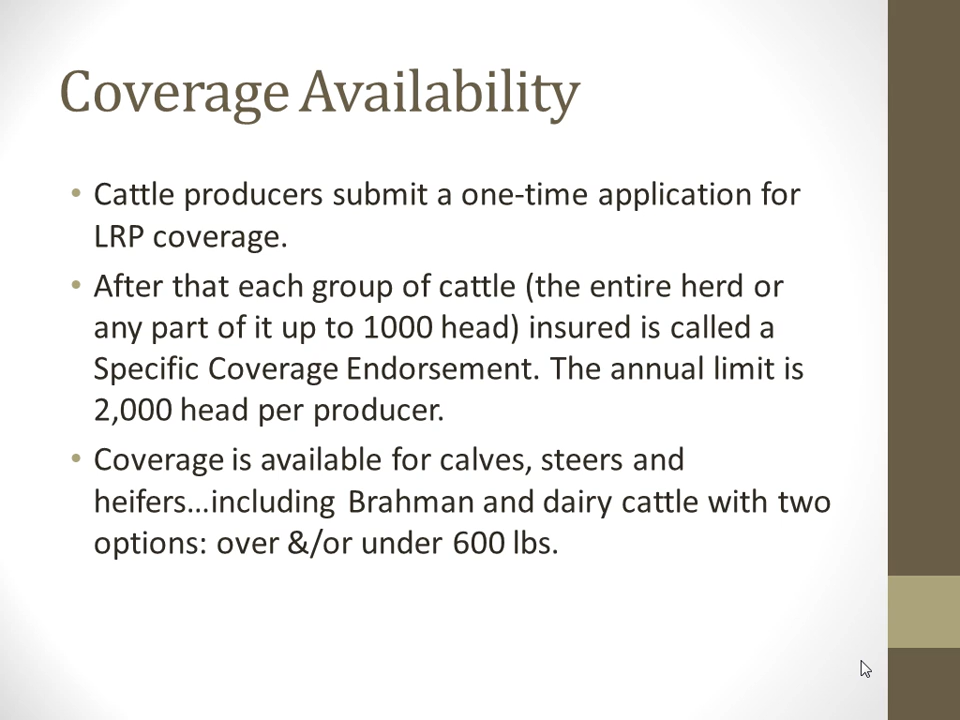 Coverage Availability
• Cattle producers submit a one-time application for
LRP coverage.
• After that each group of cattle (the entire herd or
any part of it up to 1000 head) insured is called a
Specific Coverage Endorsement. The annual limit is
2,000 head per producer.
• Coverage is available for calves, steers and
heifers...including Brahman and dairy cattle with two
options: over &/or under 600 lbs.